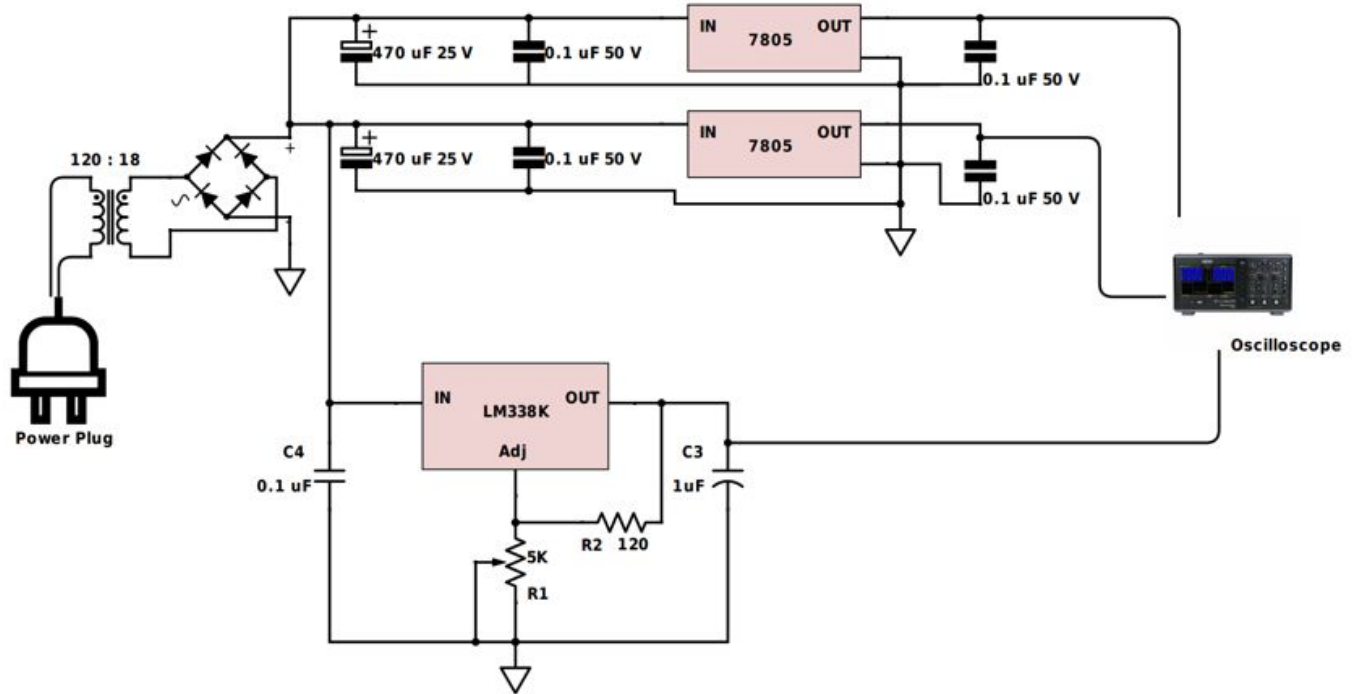 IN
OUT
7805
+
470 uF 25 V
0.1 uF 50 V
0.1 uF 50 V
IN
OUT
7805
+
470 uF 25 V
0.1 uF 50 V
0.1 uF 50 V
120 : 18
+
Power Plug
Oscilloscope
IN
OUT
LM338K
Adj
C4
0.1 uF
C3
1uF
R2 120
5K
R1